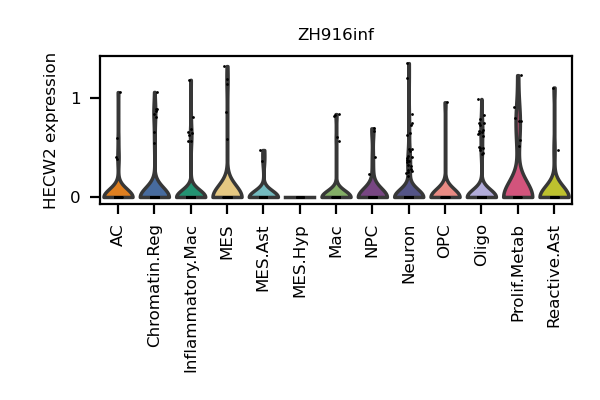 ZH916inf
HECW2 expression
1
0
AC
Chromatin.Reg
Inflammatory.Mac
MES
MES.Ast
MES.Hyp
Mac
NPC
Neuron
OPC
Oligo
Prolif.Metab
Reactive.Ast